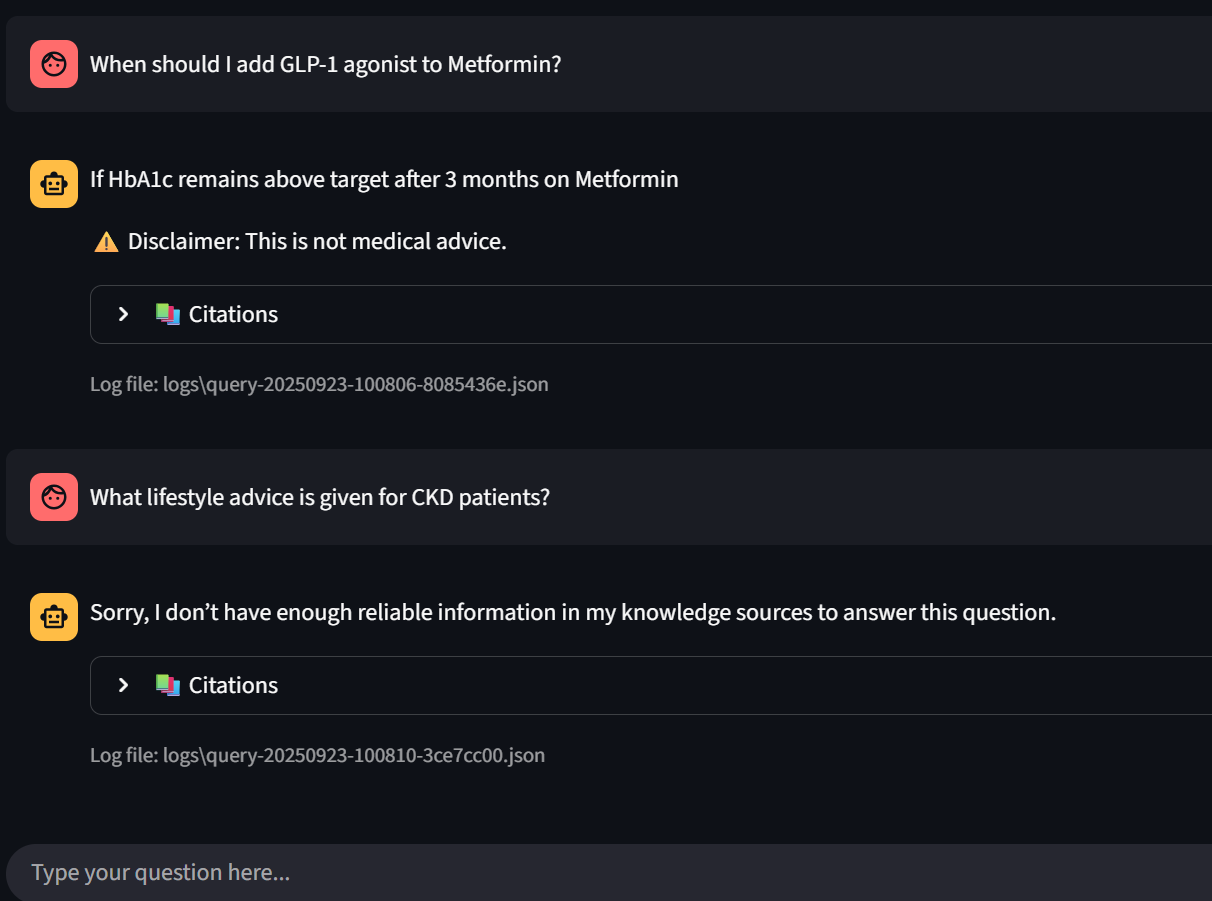 When should I add GLP-1 agonist to Metformin?
If HbA1c remains above target after 3 months on Metformin
⚠️ Disclaimer: This is not medical advice.
Citations
Log file: logs\query-20250923-100806-8085436e.json
What lifestyle advice is given for CKD patients?
Sorry, I don’t have enough reliable information in my knowledge sources to answer this question.
Citations
Log file: logs\query-20250923-100810-3ce7cc00.json
Type your question here...